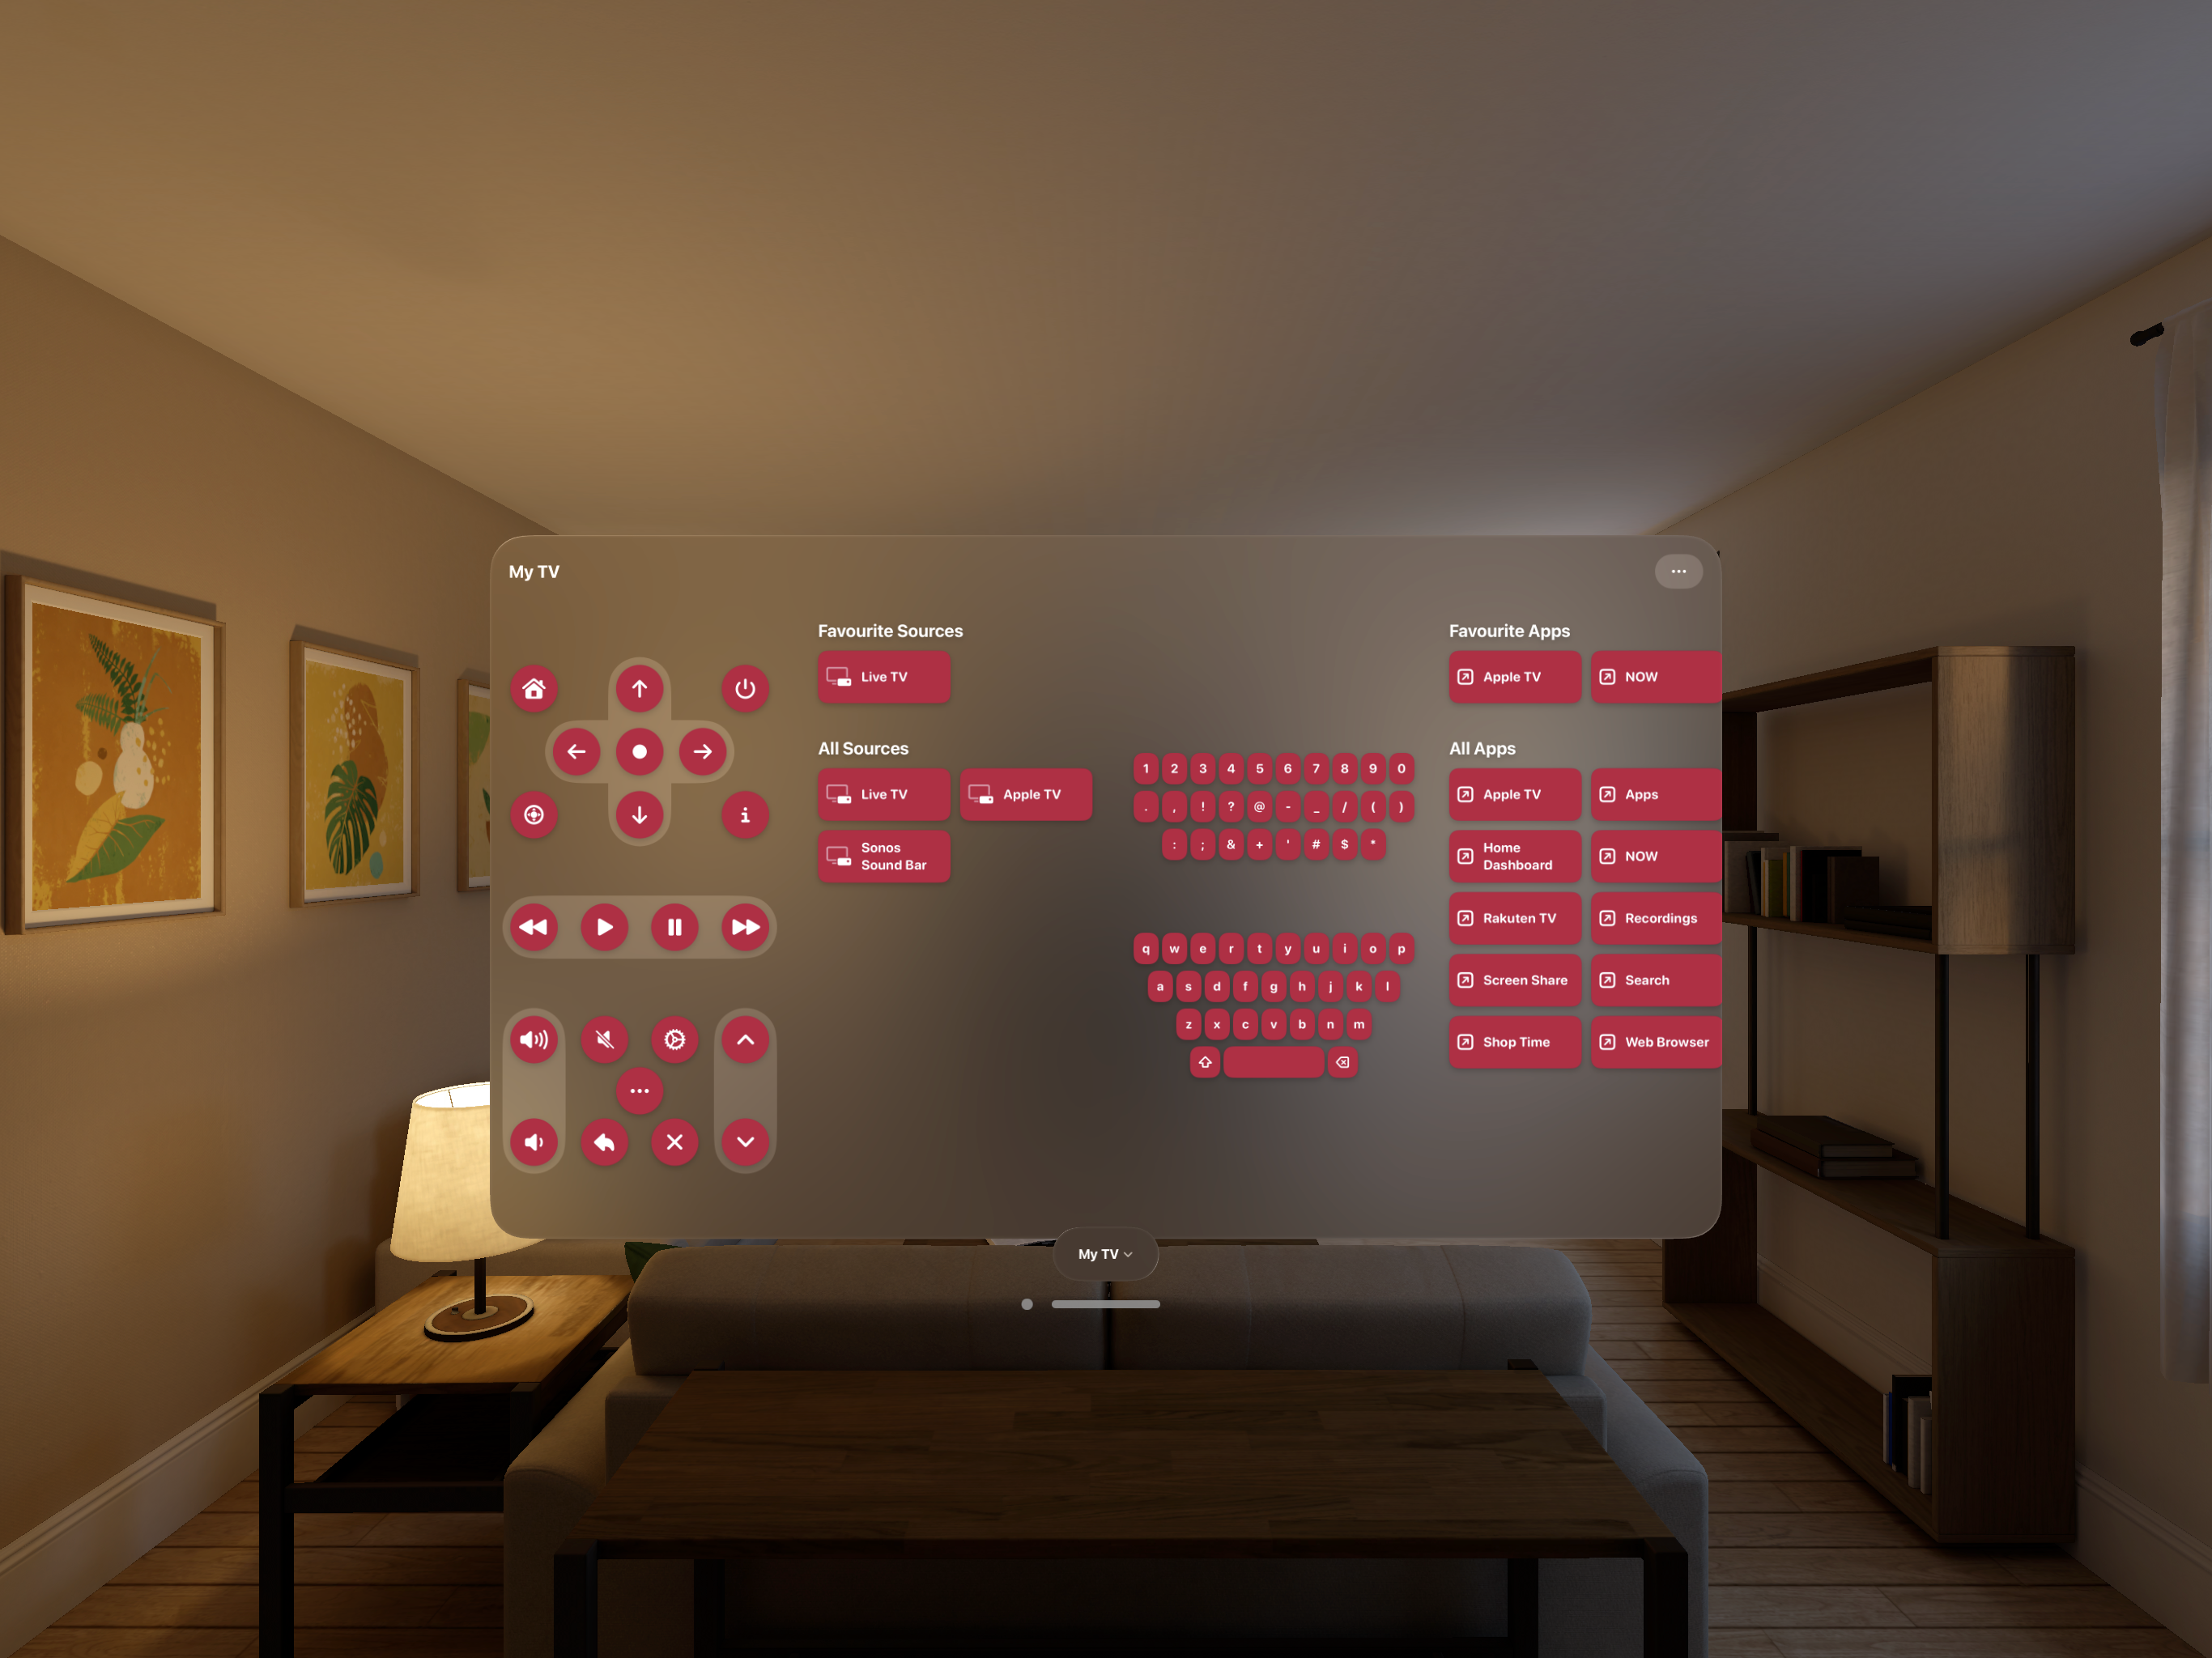 My TV
Favourite Sources
Live TV
All Sources
Live TV
Apple TV
Sonos
Sound Bar
1 2 3 4 5 6 7 8 9 0
. , ! ? @ - _ / ( )
: ; & + ' # $ *
q w e r t y u i o p
a s d f g h j k l
z x c v b n m
Favourite Apps
Apple TV
NOW
All Apps
Apple TV
Apps
Home
Dashboard
NOW
Rakuten TV
Recordings
Screen Share
Search
Shop Time
Web Browser
My TV